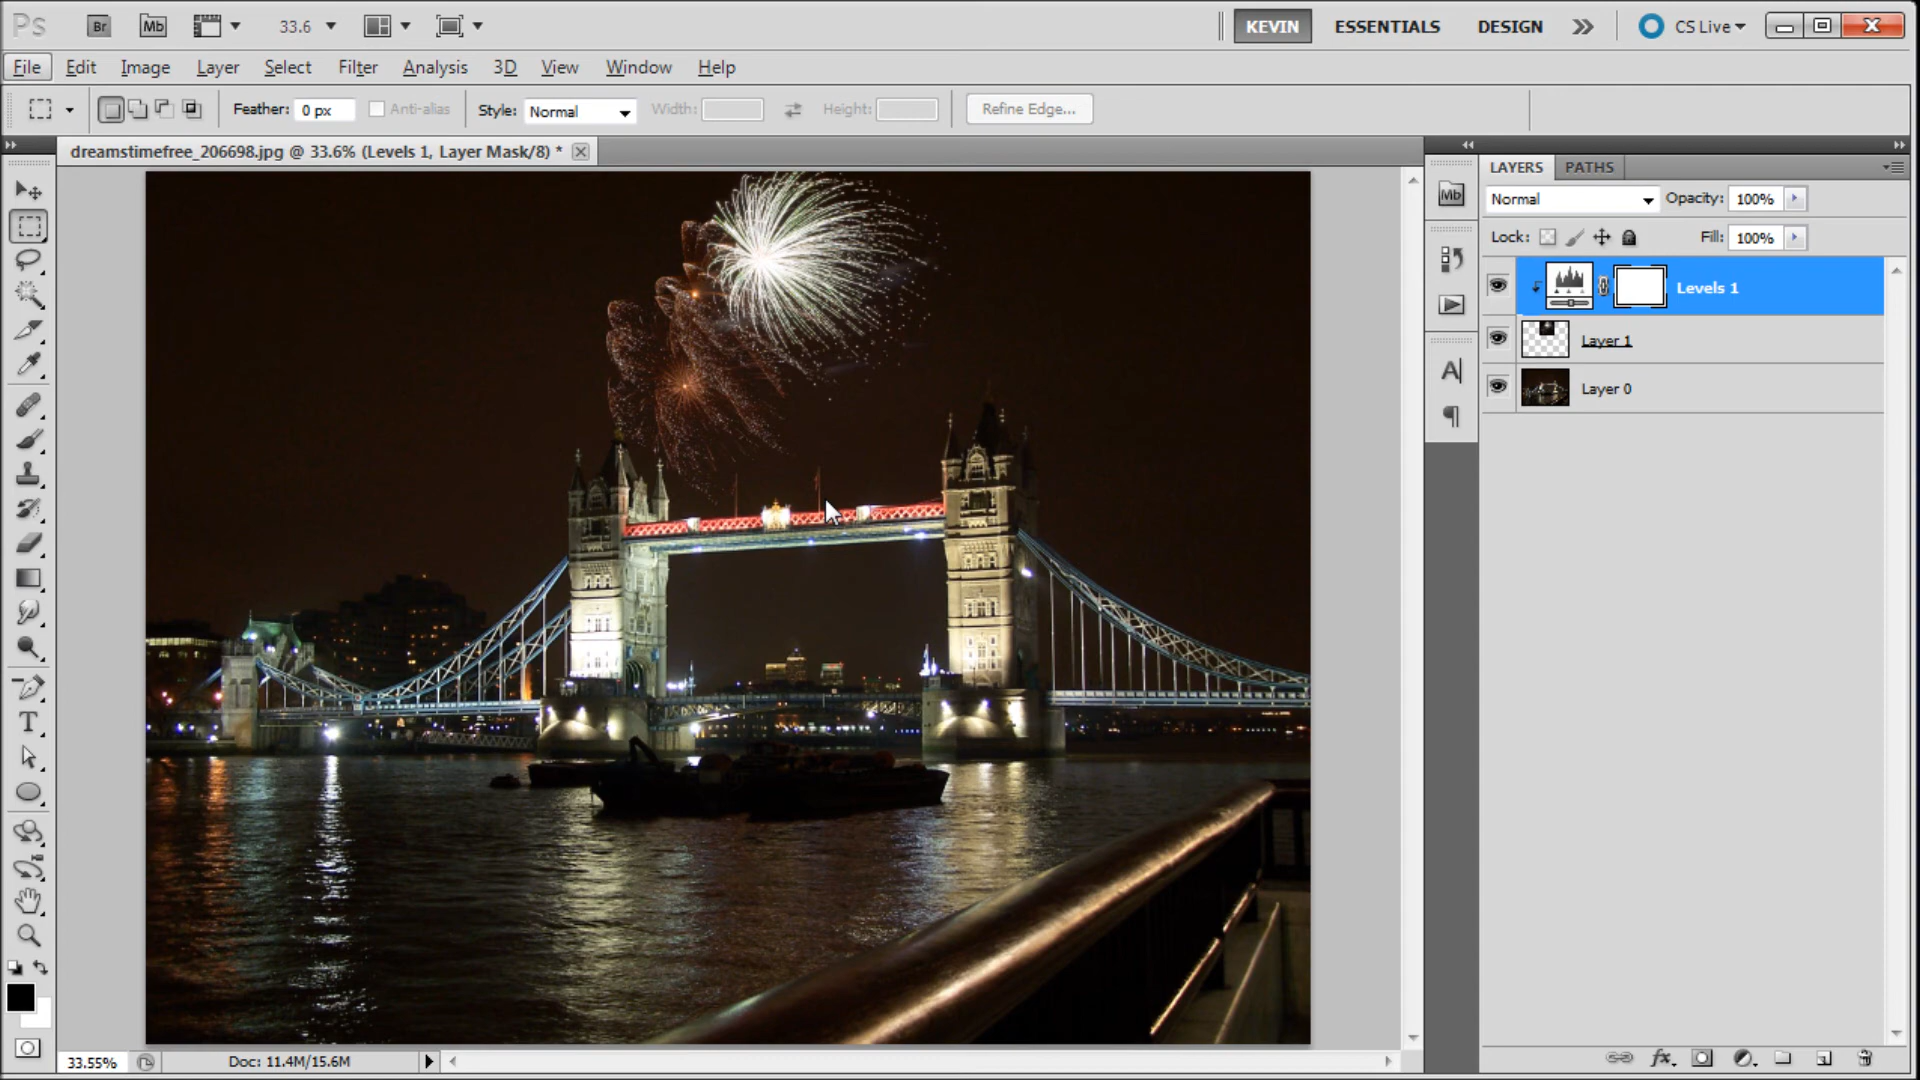 Ps Br Mb 33.6 KEVIN ESSENTIALS DESIGN CS Live
File Edit Image Layer Select Filter Analysis 3D View Window Help
Feather: 0 px Anti-alias Style: Normal Width: Height: Refine Edge...
dreamstimefree_206698.jpg @ 33.6% (Levels 1, Layer Mask/8) *
LAYERS PATHS
Mb
Normal Opacity: 100%
Lock: Fill: 100%
Levels 1
Layer 1
Layer 0
33.55% Doc: 11.4M/15.6M